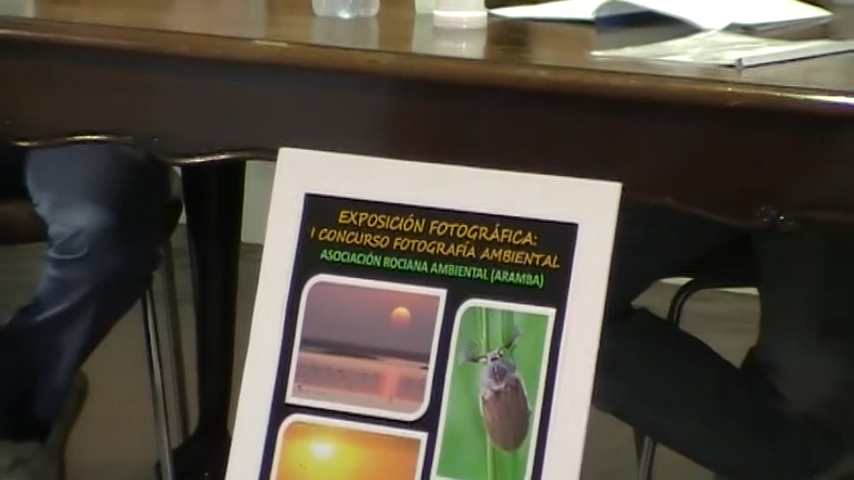 EXPOSICIÓN FOTOGRÁFICA:
I CONCURSO FOTOGRAFÍA AMBIENTAL
ASOCIACIÓN ROCIANA AMBIENTAL (ARAMBA)